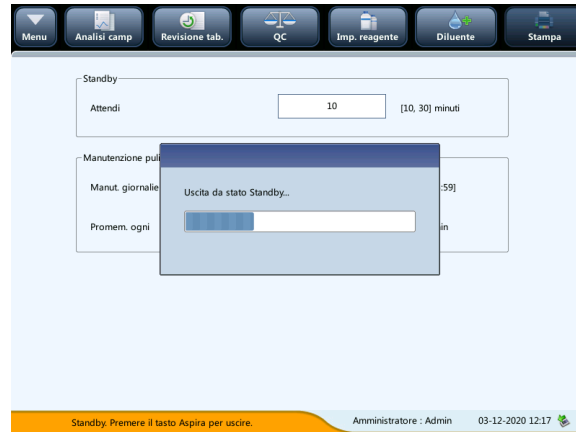 Menu
Analisi camp
Revisione tab.
QC
Imp. reagente
Diluente
Stampa
Standby
Attendi
10
[10, 30] minuti
Manutenzione puli
Manut. giornalie
:59]
Uscita da stato Standby...
Promem. ogni
in
Standby. Premere il tasto Aspira per uscire.
Amministratore : Admin
03-12-2020 12:17